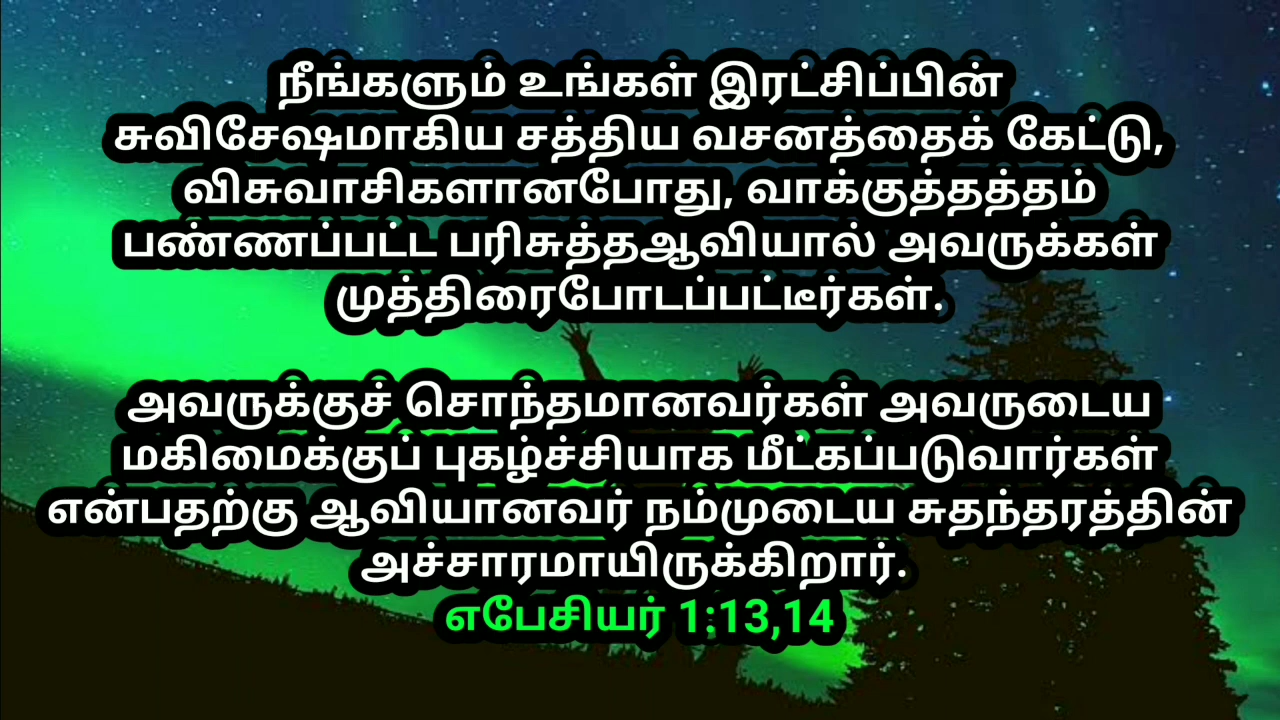 நீங்களும் உங்கள் இரட்சிப்பின்
சுவிசேஷமாகிய சத்திய வசனத்தைக் கேட்டு,
விசுவாசிகளானபோது, வாக்குத்தத்தம்
பண்ணப்பட்ட பரிசுத்தஆவியால் அவருக்கள்
முத்திரைபோடப்பட்டீர்கள்.
அவருக்குச் சொந்தமானவர்கள் அவருடைய
மகிமைக்குப் புகழ்ச்சியாக மீட்கப்படுவார்கள்
என்பதற்கு ஆவியானவர் நம்முடைய சுதந்தரத்தின்
அச்சாரமாயிருக்கிறார்.
எபேசியர் 1:13,14